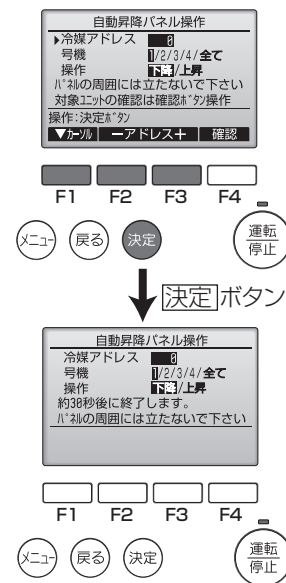 自動昇降パネル操作
▶冷媒アドレス 0
号機 1/2/3/4/全て
操作 下降/上昇
パネルの周囲には立たないで下さい
対象ユニットの確認は確認ボタン操作
操作:決定ボタン
▼カーソル －アドレス＋ 確認
F1 F2 F3 F4
メニュー 戻る 決定 運転
停止
決定ボタン
自動昇降パネル操作
冷媒アドレス 0
号機 1/2/3/4/全て
操作 下降/上昇
約30秒後に終了します。
パネルの周囲には立たないで下さい
F1 F2 F3 F4
メニュー 戻る 決定 運転
停止